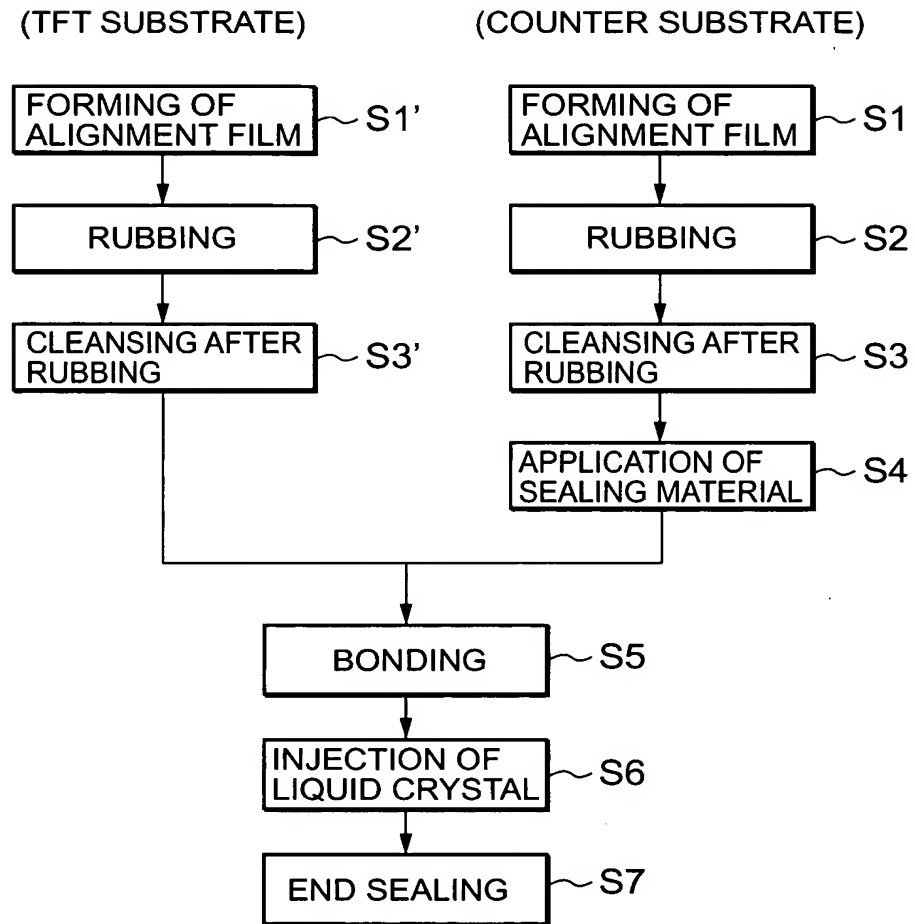 (TFT SUBSTRATE)
(COUNTER SUBSTRATE)
FORMING OF
ALIGNMENT FILM
S1'
FORMING OF
ALIGNMENT FILM
S1
RUBBING
S2'
RUBBING
S2
CLEANSING AFTER
RUBBING
S3'
CLEANSING AFTER
RUBBING
S3
APPLICATION OF
SEALING MATERIAL
S4
BONDING
S5
INJECTION OF
LIQUID CRYSTAL
S6
END SEALING
S7